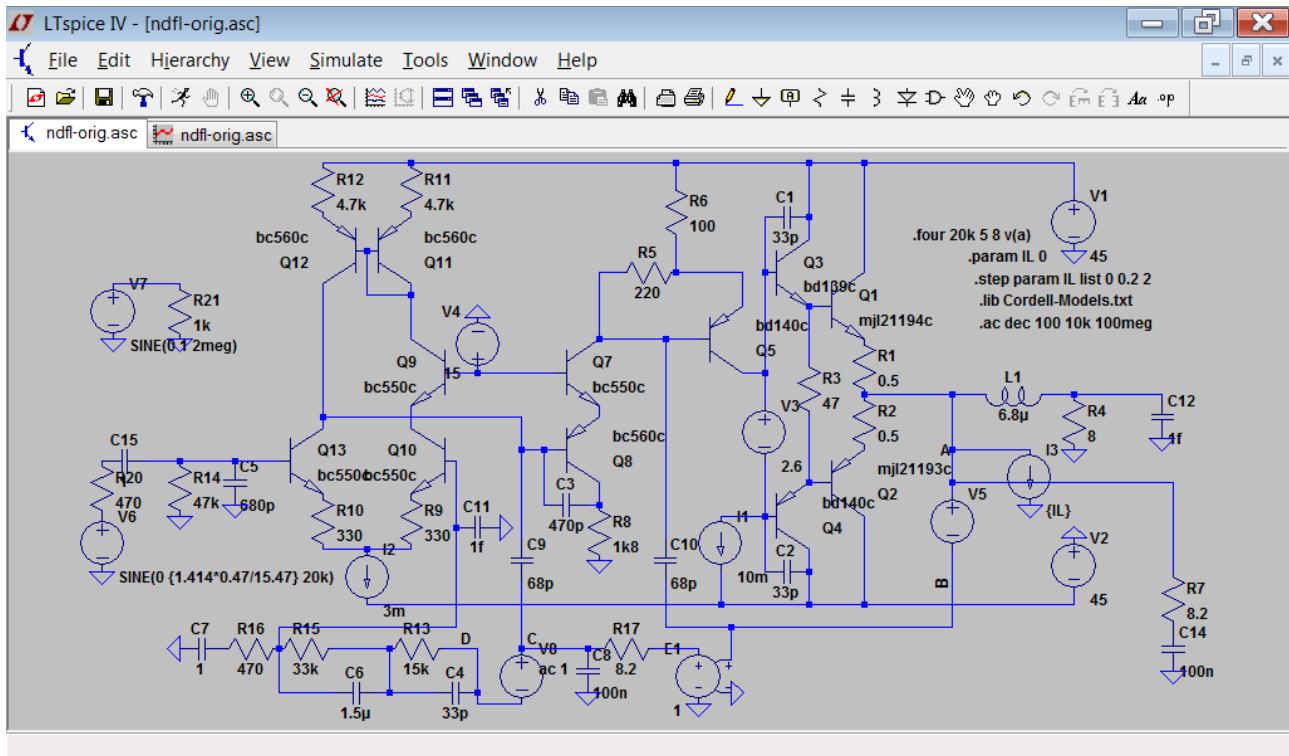 LTspice IV - [ndfl-orig.asc]
File Edit Hierarchy View Simulate Tools Window Help
Aa .op
ndfl-orig.asc ndfl-orig.asc
R12
4.7k
R11
4.7k
bc560c
Q12
bc560c
Q11
R6
100
C1
33p
V1
45
.four 20k 5 8 v(a)
.param IL 0
.step param IL list 0 0.2 2
.lib Cordell-Models.txt
.ac dec 100 10k 100meg
V7
SINE(0 1 2meg)
R21
1k
V4
15
R5
220
Q3
bd139c
Q1
mjl21194c
bd140c
Q5
Q9
bc550c
Q7
bc550c
R1
0.5
R3
47
V3
2.6
R2
0.5
L1
6.8µ
R4
8
C12
1f
bc560c
Q8
mjl21193c
Q2
bd140c
Q4
A
I3
{IL}
C15
R20
470
V6
SINE(0 {1.414*0.47/15.47} 20k)
R14
47k
C5
680p
Q13
bc550c
Q10
bc550c
R10
330
R9
330
C11
1f
C3
470p
R8
1k8
C9
68p
C10
68p
I1
10m
C2
33p
V5
B
V2
45
I2
3m
R7
8.2
C14
100n
C7
1
R16
470
R15
33k
R13
15k
D
C6
1.5µ
C4
33p
C
V8
ac 1
C8
100n
R17
8.2
E1
1